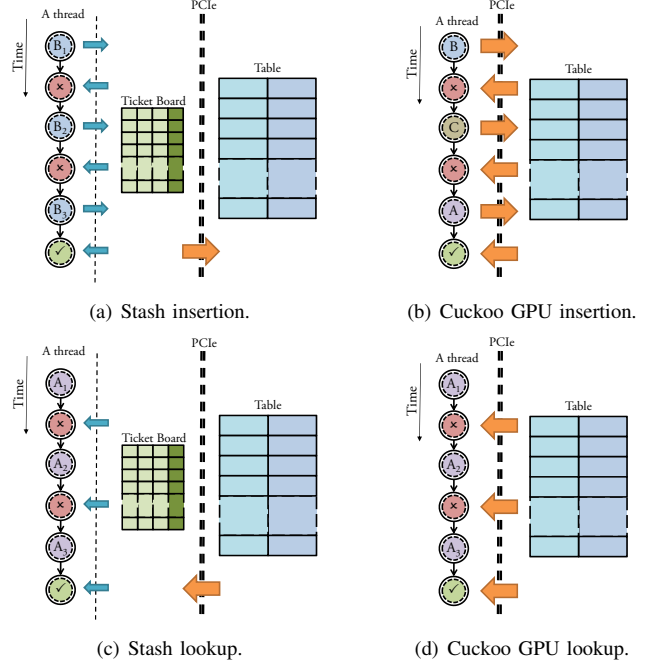 PCIe
A thread
Time
B1
×
Ticket Board
Table
B2
×
B3
✓
(a) Stash insertion.
PCIe
A thread
Time
B
×
Table
C
×
A
✓
(b) Cuckoo GPU insertion.
PCIe
A thread
Time
A1
×
Ticket Board
Table
A2
×
A3
✓
(c) Stash lookup.
PCIe
A thread
Time
A1
×
Table
A2
×
A3
✓
(d) Cuckoo GPU lookup.